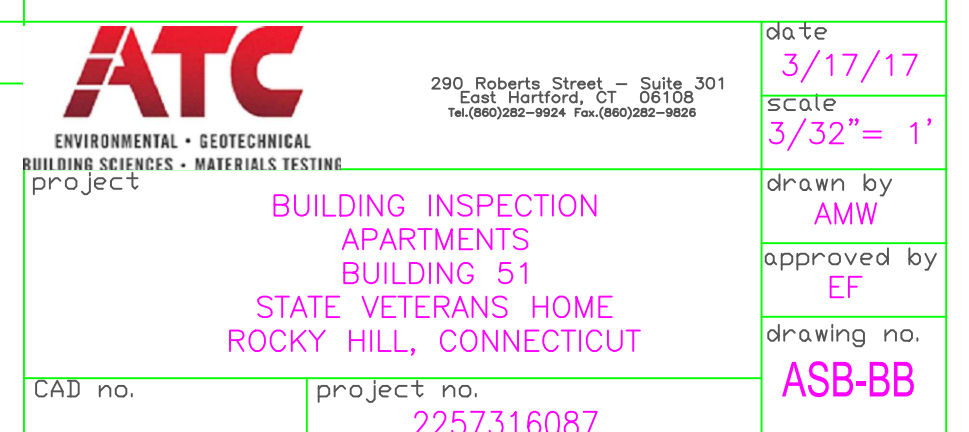 ATC
ENVIRONMENTAL • GEOTECHNICAL
BUILDING SCIENCES • MATERIALS TESTING
290 Roberts Street – Suite 301
East Hartford, CT 06108
Tel.(860)282–9924 Fax.(860)282–9826
date
3/17/17
scale
3/32”= 1’
project
BUILDING INSPECTION
APARTMENTS
BUILDING 51
STATE VETERANS HOME
ROCKY HILL, CONNECTICUT
drawn by
AMW
approved by
EF
drawing no.
ASB-BB
CAD no.
project no.
2257316087